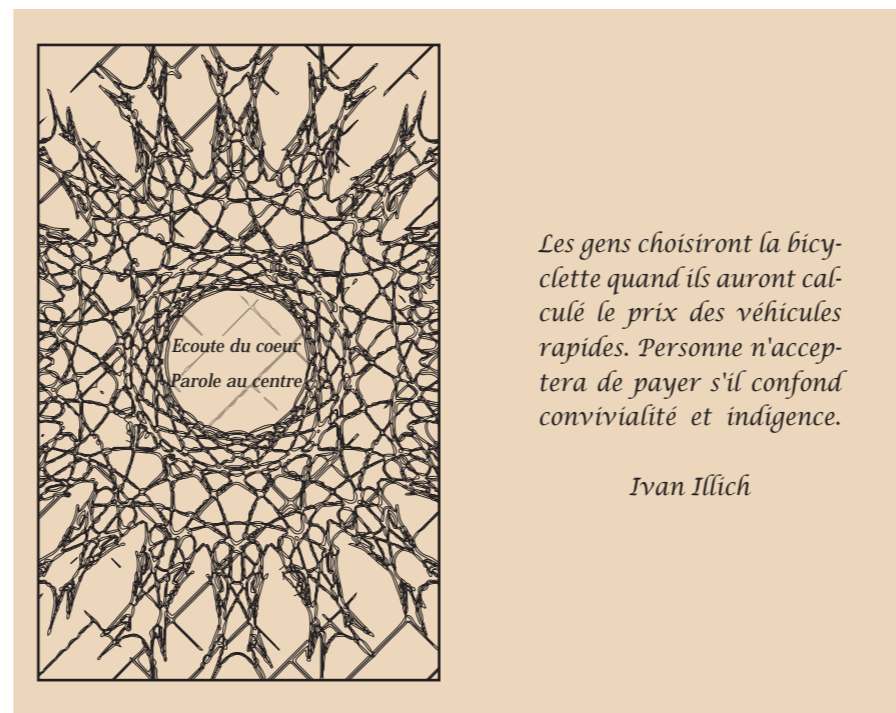 Ecoute du coeur
Parole au centre
Les gens choisiront la bicy-
clette quand ils auront cal-
culé le prix des véhicules
rapides. Personne n'accep-
tera de payer s'il confond
convivialité et indigence.
Ivan Illich